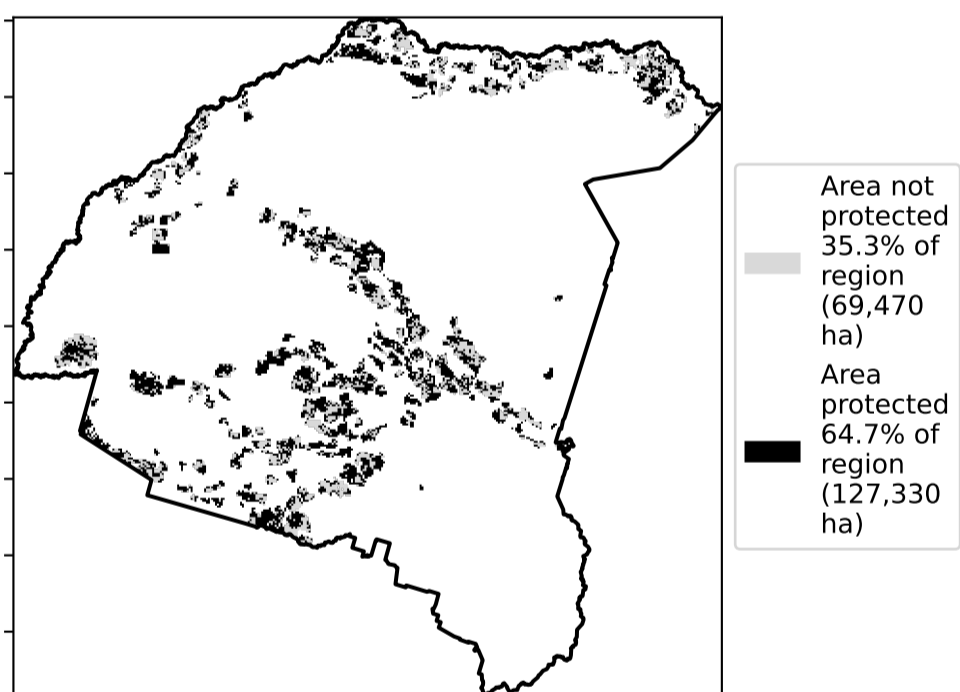 Area not
protected
35.3% of
region
(69,470
ha)
Area
protected
64.7% of
region
(127,330
ha)